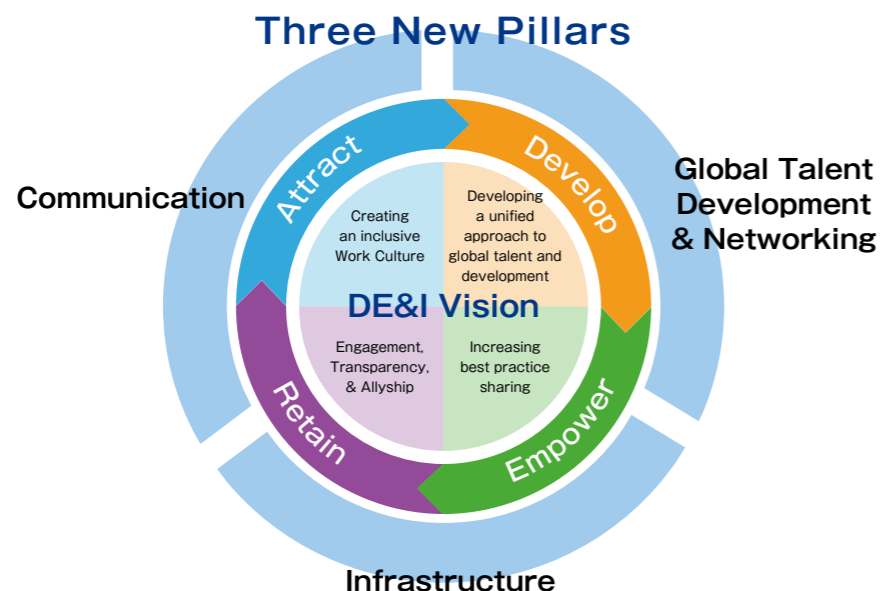 Three New Pillars
Communication
Global Talent
Development
& Networking
Attract
Develop
Creating
an inclusive
Work Culture
Developing
a unified
approach to
global talent and
development
DE&I Vision
Engagement,
Transparency,
& Allyship
Increasing
best practice
sharing
Retain
Empower
Infrastructure